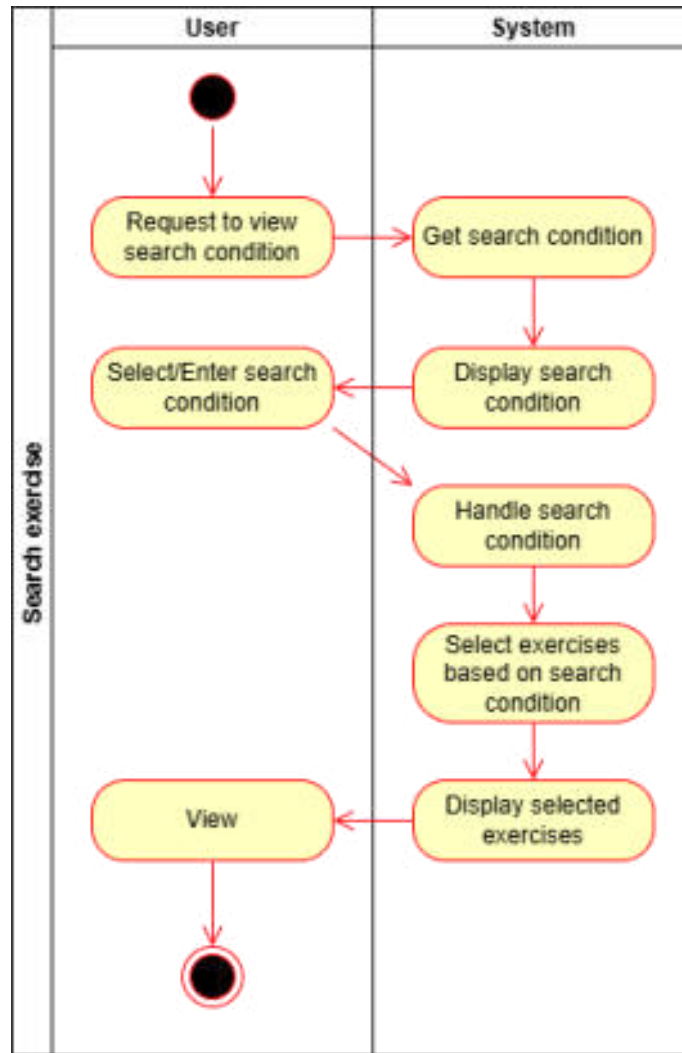 User
System
Search exercise
Request to view
search condition
Get search condition
Select/Enter search
condition
Display search
condition
Handle search
condition
Select exercises
based on search
condition
View
Display selected
exercises